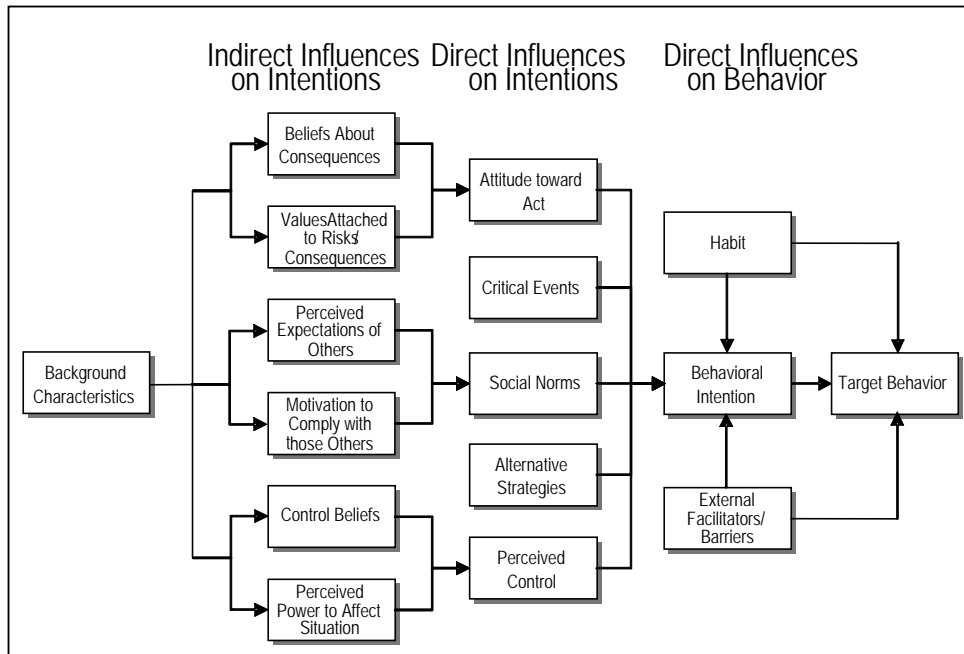 Indirect Influences
on Intentions
Direct Influences
on Intentions
Direct Influences
on Behavior
Beliefs About
Consequences
ValuesAttached
to Risks/
Consequences
Perceived
Expectations of
Others
Motivation to
Comply with
those Others
Control Beliefs
Perceived
Power to Affect
Situation
Background
Characteristics
Attitude toward
Act
Critical Events
Social Norms
Alternative
Strategies
Perceived
Control
Habit
Behavioral
Intention
External
Facilitators/
Barriers
Target Behavior